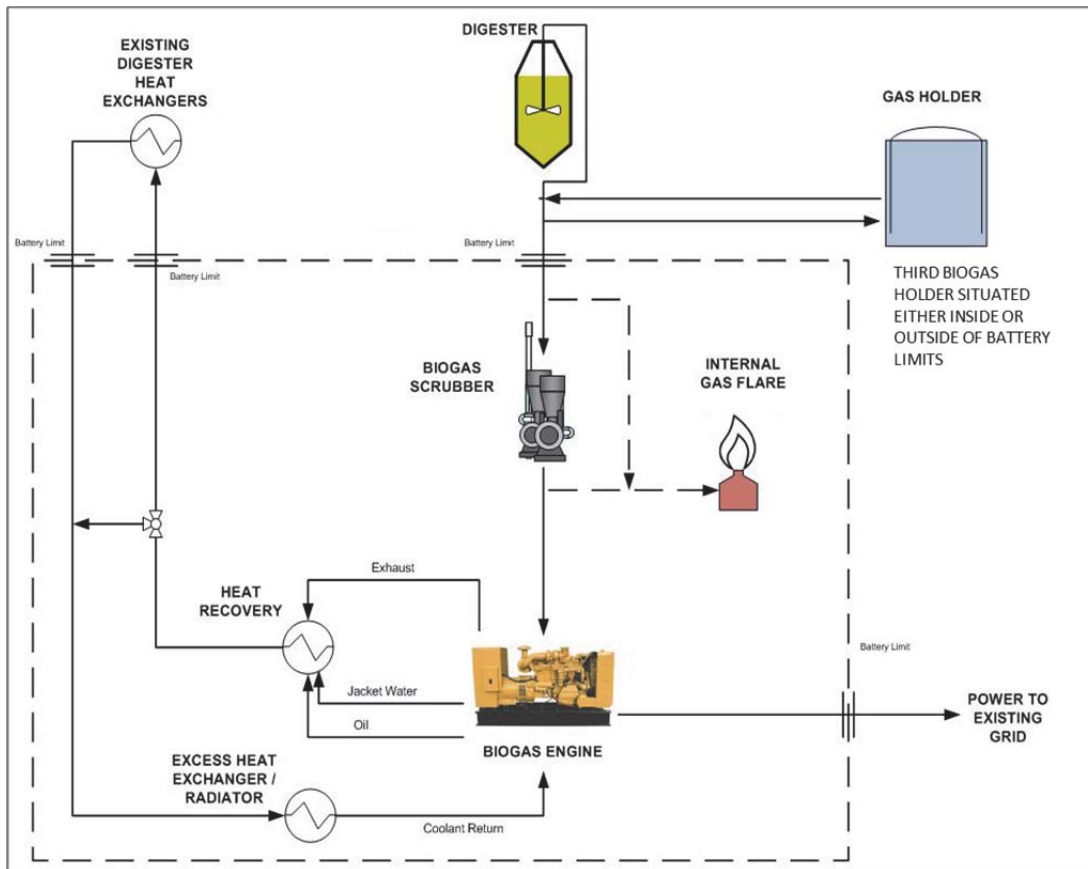 DIGESTER
EXISTING
DIGESTER
HEAT
EXCHANGERS
GAS HOLDER
Battery Limit
Battery Limit
Battery Limit
THIRD BIOGAS
HOLDER SITUATED
EITHER INSIDE OR
OUTSIDE OF BATTERY
LIMITS
BIOGAS
SCRUBBER
INTERNAL
GAS FLARE
Exhaust
HEAT
RECOVERY
Battery Limit
Jacket Water
Oil
POWER TO
EXISTING
GRID
BIOGAS ENGINE
EXCESS HEAT
EXCHANGER /
RADIATOR
Coolant Return